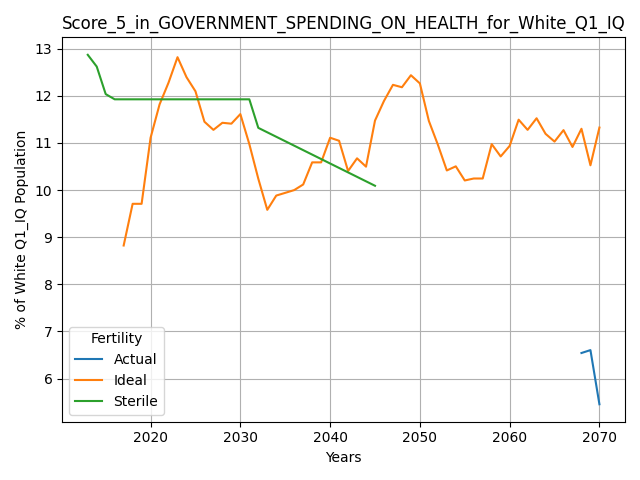 Score_5_in_GOVERNMENT_SPENDING_ON_HEALTH_for_White_Q1_IQ
13
12
11
10
9
8
7
6
% of White Q1_IQ Population
Fertility
Actual
Ideal
Sterile
2020 2030 2040 2050 2060 2070
Years